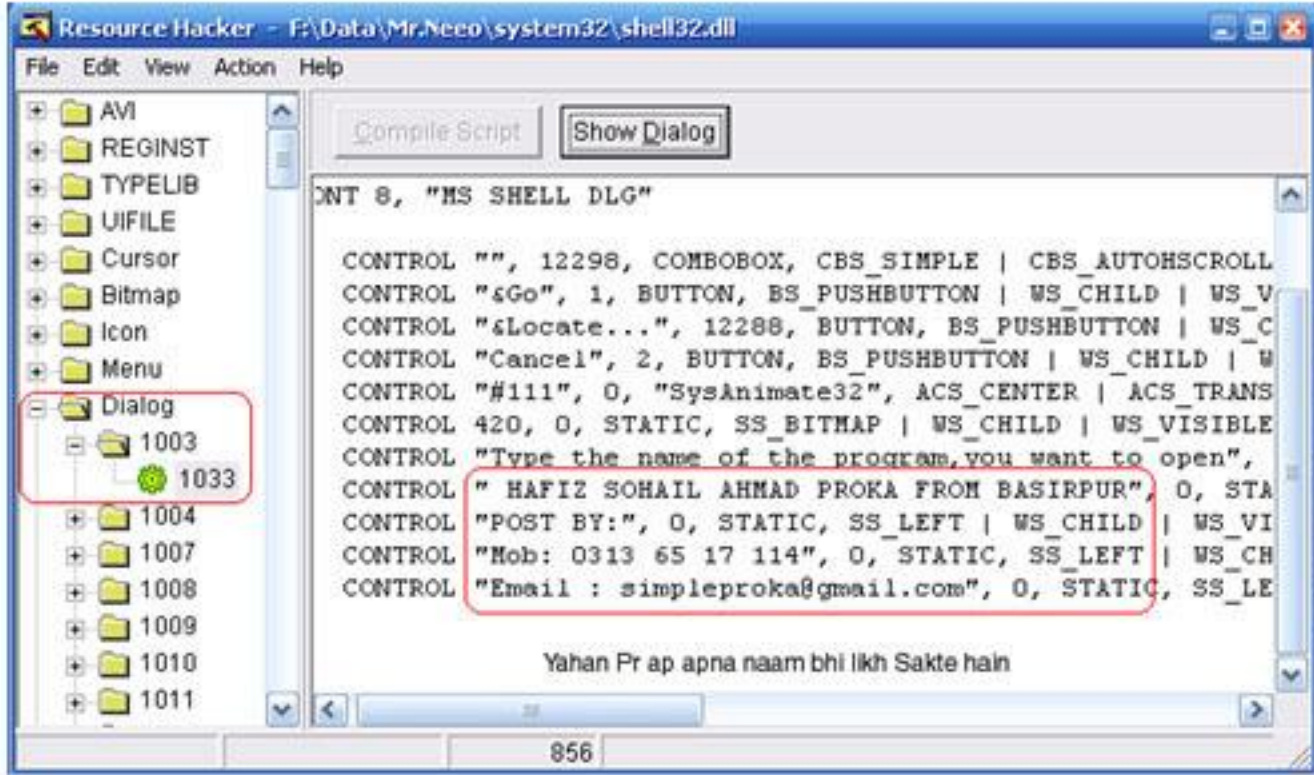 Resource Hacker - F:\Data\Mr.Neeo\system32\shell32.dll
File Edit View Action Help
AVI
REGINST
TYPELIB
UIFILE
Cursor
Bitmap
Icon
Menu
Dialog
1003
1033
1004
1007
1008
1009
1010
1011
Compile Script Show Dialog
ONT 8, "MS SHELL DLG"
CONTROL "", 12298, COMBOBOX, CBS_SIMPLE | CBS_AUTOHSCROLL
CONTROL "&Go", 1, BUTTON, BS_PUSHBUTTON | WS_CHILD | WS_V
CONTROL "&Locate...", 12288, BUTTON, BS_PUSHBUTTON | WS_C
CONTROL "Cancel", 2, BUTTON, BS_PUSHBUTTON | WS_CHILD | W
CONTROL "#111", 0, "SysAnimate32", ACS_CENTER | ACS_TRANS
CONTROL 420, 0, STATIC, SS_BITMAP | WS_CHILD | WS_VISIBLE
CONTROL "Type the name of the program,you want to open",
CONTROL " HAFIZ SOHAIL AHMAD PROKA FROM BASIRPUR", 0, STA
CONTROL "POST BY:", 0, STATIC, SS_LEFT | WS_CHILD | WS_VI
CONTROL "Mob: 0313 65 17 114", 0, STATIC, SS_LEFT | WS_CH
CONTROL "Email : simpleproka@gmail.com", 0, STATIC, SS_LE
Yahan Pr ap apna naam bhi likh Sakte hain
856